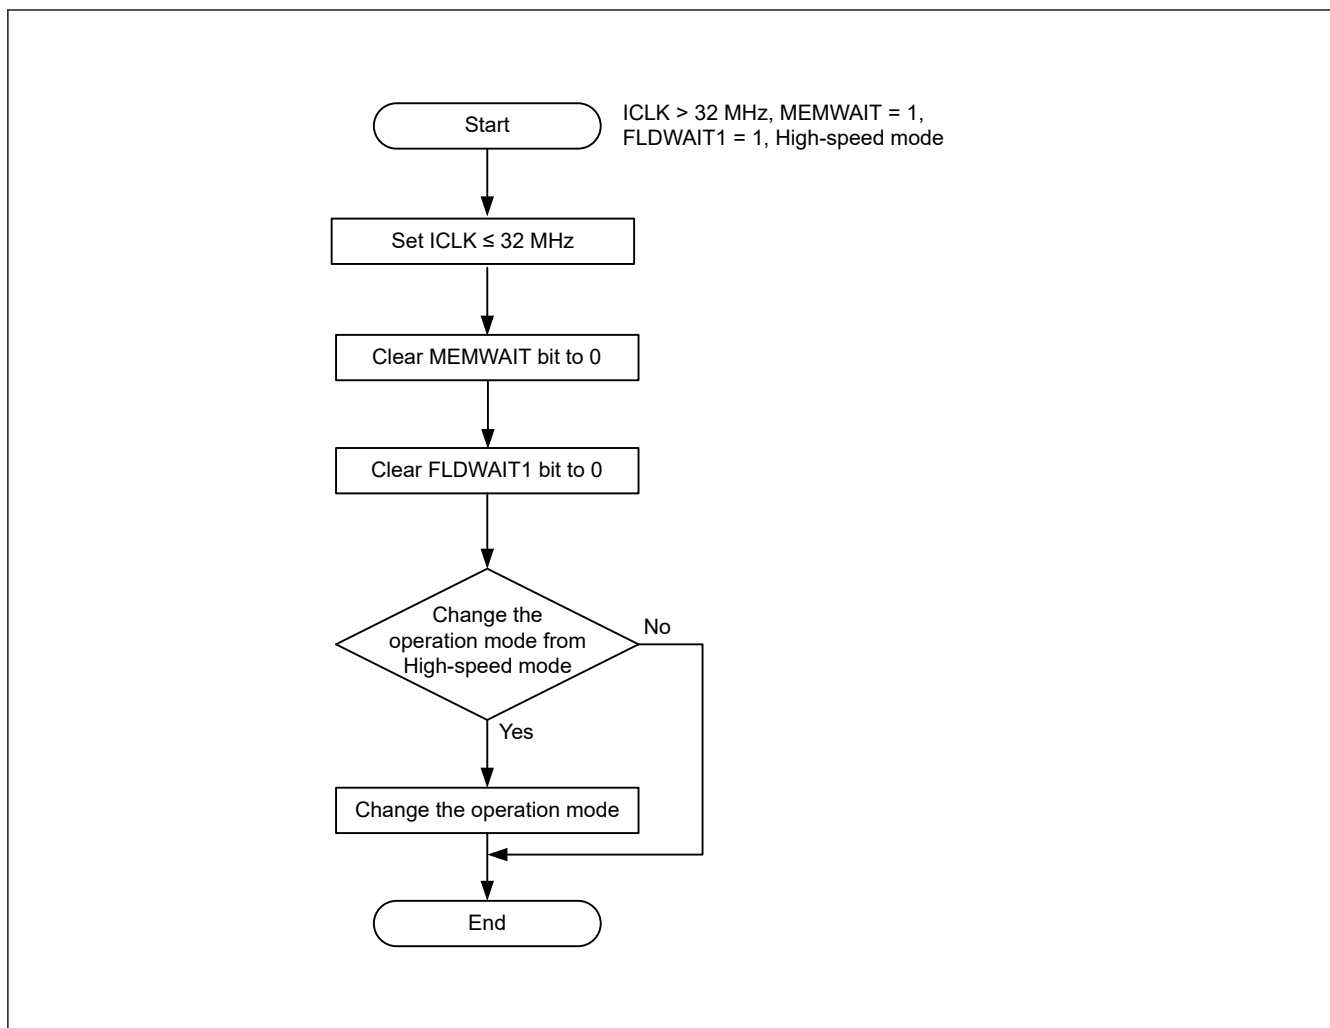 Start
ICLK > 32 MHz, MEMWAIT = 1,
FLDWAIT1 = 1, High-speed mode
Set ICLK ≤ 32 MHz
Clear MEMWAIT bit to 0
Clear FLDWAIT1 bit to 0
Change the
operation mode from
High-speed mode
No
Yes
Change the operation mode
End